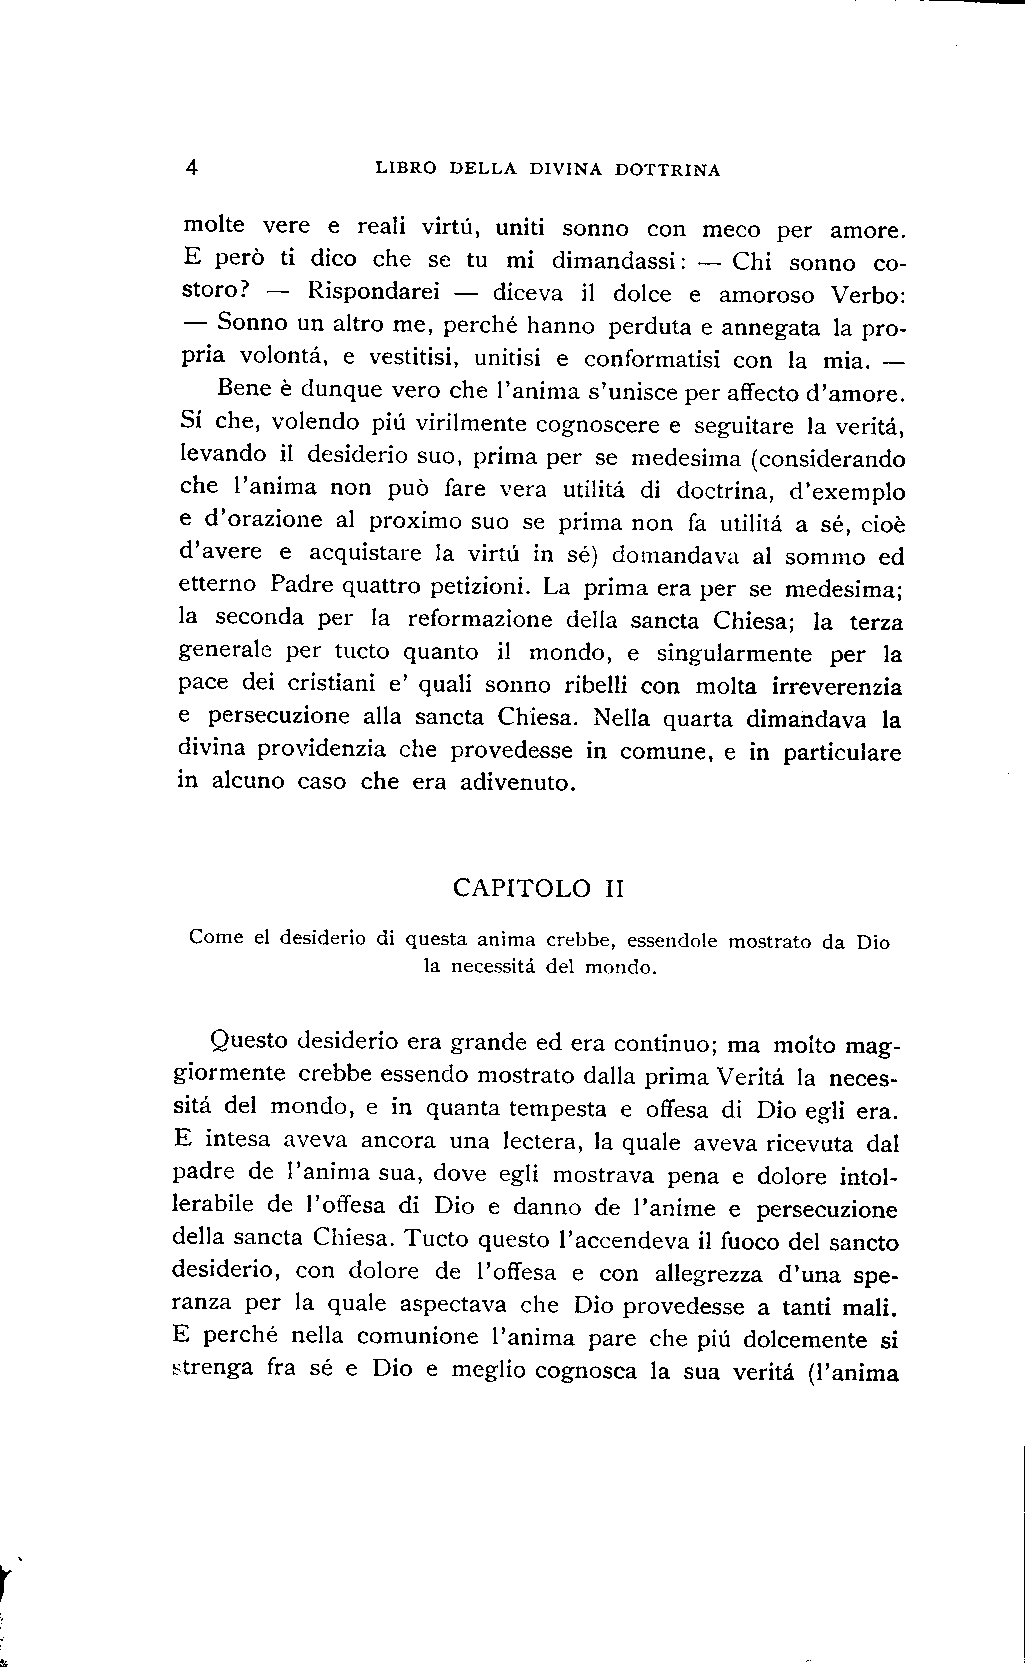 4 LIBRO DELLA DIVINA DOTTRINA
molte vere e reali virtú, uniti sonno con meco per amore.
E però ti dico che se tu mi dimandassi: — Chi sonno co-
storo? — Rispondarei — diceva il dolce e amoroso Verbo:
— Sonno un altro me, perché hanno perduta e annegata la pro-
pria volontá, e vestitisi, unitisi e conformatisi con la mia. —
Bene è dunque vero che l'anima s'unisce per affecto d'amore.
Sí che, volendo piú virilmente cognoscere e seguitare la veritá,
levando il desiderio suo, prima per se medesima (considerando
che l'anima non può fare vera utilitá di doctrina, d'exemplo
e d'orazione al proximo suo se prima non fa utilitá a sé, cioè
d'avere e acquistare la virtú in sé) domandava al sommo ed
etterno Padre quattro petizioni. La prima era per se medesima;
la seconda per la reformazione della sancta Chiesa; la terza
generale per tucto quanto il mondo, e singularmente per la
pace dei cristiani e' quali sonno ribelli con molta irreverenzia
e persecuzione alla sancta Chiesa. Nella quarta dimandava la
divina providenzia che provedesse in comune, e in particulare
in alcuno caso che era adivenuto.
CAPITOLO II
Come el desiderio di questa anima crebbe, essendole mostrato da Dio
la necessitá del mondo.
Questo desiderio era grande ed era continuo; ma molto mag-
giormente crebbe essendo mostrato dalla prima Veritá la neces-
sitá del mondo, e in quanta tempesta e offesa di Dio egli era.
E intesa aveva ancora una lectera, la quale aveva ricevuta dal
padre de l'anima sua, dove egli mostrava pena e dolore intol-
lerabile de l'offesa di Dio e danno de l'anime e persecuzione
della sancta Chiesa. Tucto questo l'accendeva il fuoco del sancto
desiderio, con dolore de l'offesa e con allegrezza d'una spe-
ranza per la quale aspectava che Dio provedesse a tanti mali.
E perché nella comunione l'anima pare che piú dolcemente si
strenga fra sé e Dio e meglio cognosca la sua veritá (l'anima